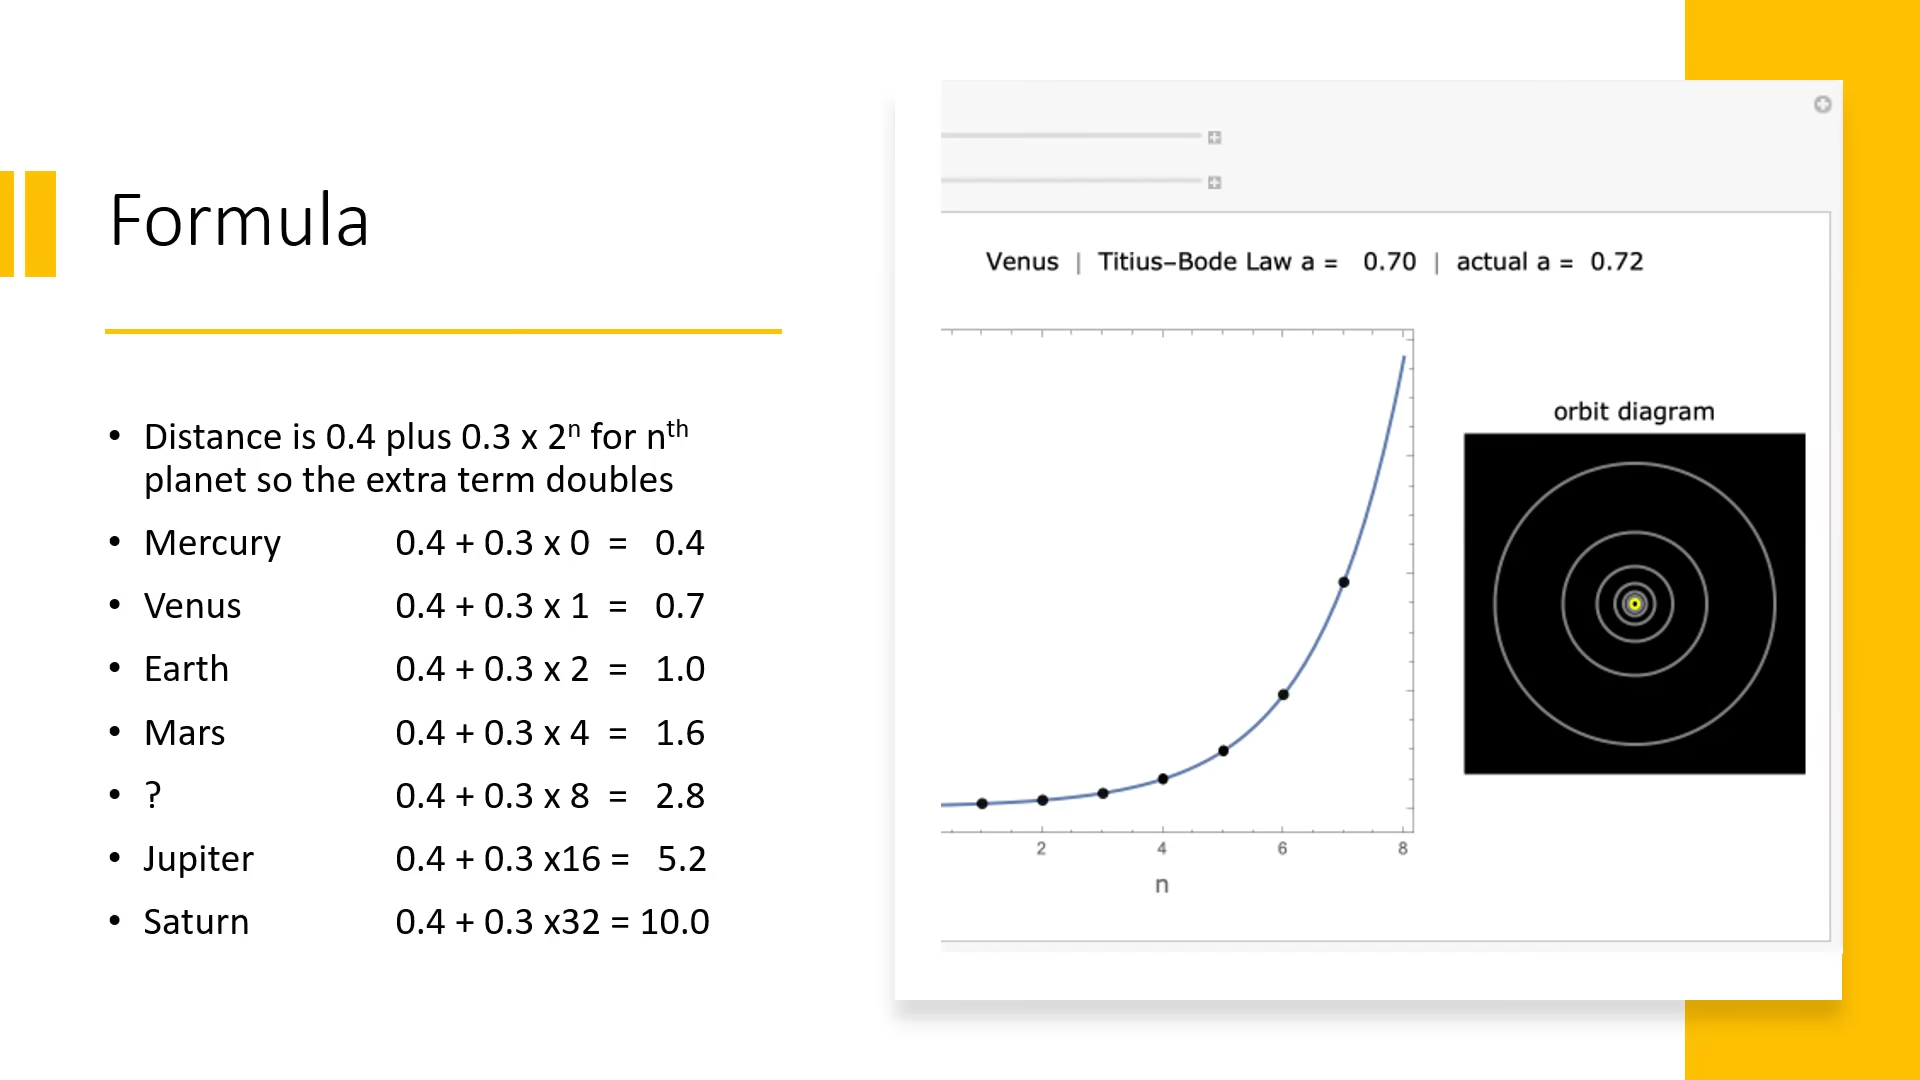 Formula
• Distance is 0.4 plus 0.3 x 2ⁿ for nᵗʰ
planet so the extra term doubles
• Mercury 0.4 + 0.3 x 0 = 0.4
• Venus 0.4 + 0.3 x 1 = 0.7
• Earth 0.4 + 0.3 x 2 = 1.0
• Mars 0.4 + 0.3 x 4 = 1.6
• ? 0.4 + 0.3 x 8 = 2.8
• Jupiter 0.4 + 0.3 x16 = 5.2
• Saturn 0.4 + 0.3 x32 = 10.0
Venus | Titius–Bode Law a = 0.70 | actual a = 0.72
orbit diagram
2 4 6 8
n